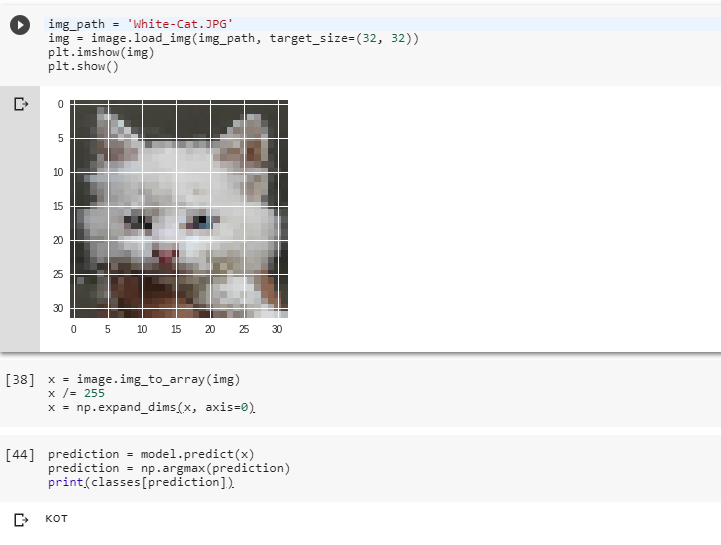 img_path = 'White-Cat.JPG'
img = image.load_img(img_path, target_size=(32, 32))
plt.imshow(img)
plt.show()
0
5
10
15
20
25
30
0 5 10 15 20 25 30
[38] x = image.img_to_array(img)
x /= 255
x = np.expand_dims(x, axis=0)
[44] prediction = model.predict(x)
prediction = np.argmax(prediction)
print(classes[prediction])
кот